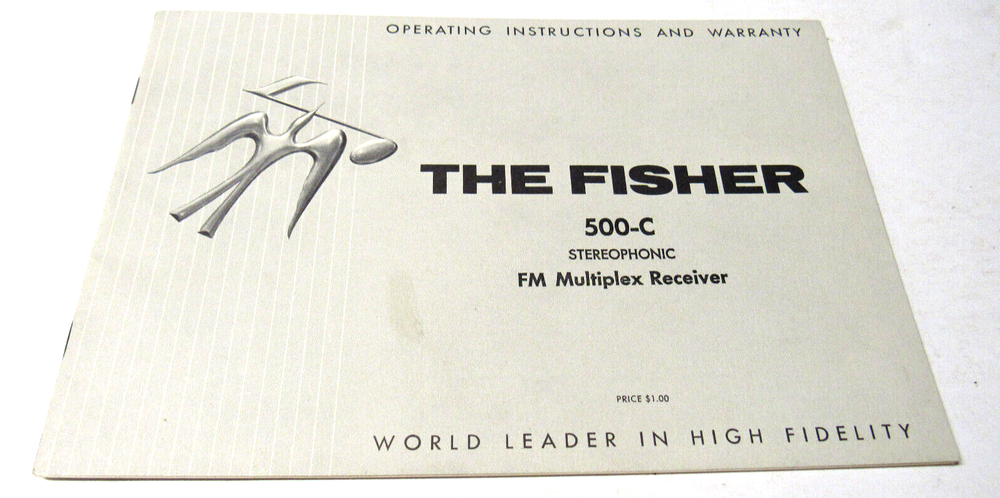 OPERATING INSTRUCTIONS AND WARRANTY
THE FISHER
500-C
STEREOPHONIC
FM Multiplex Receiver
PRICE $1.00
WORLD LEADER IN HIGH FIDELITY